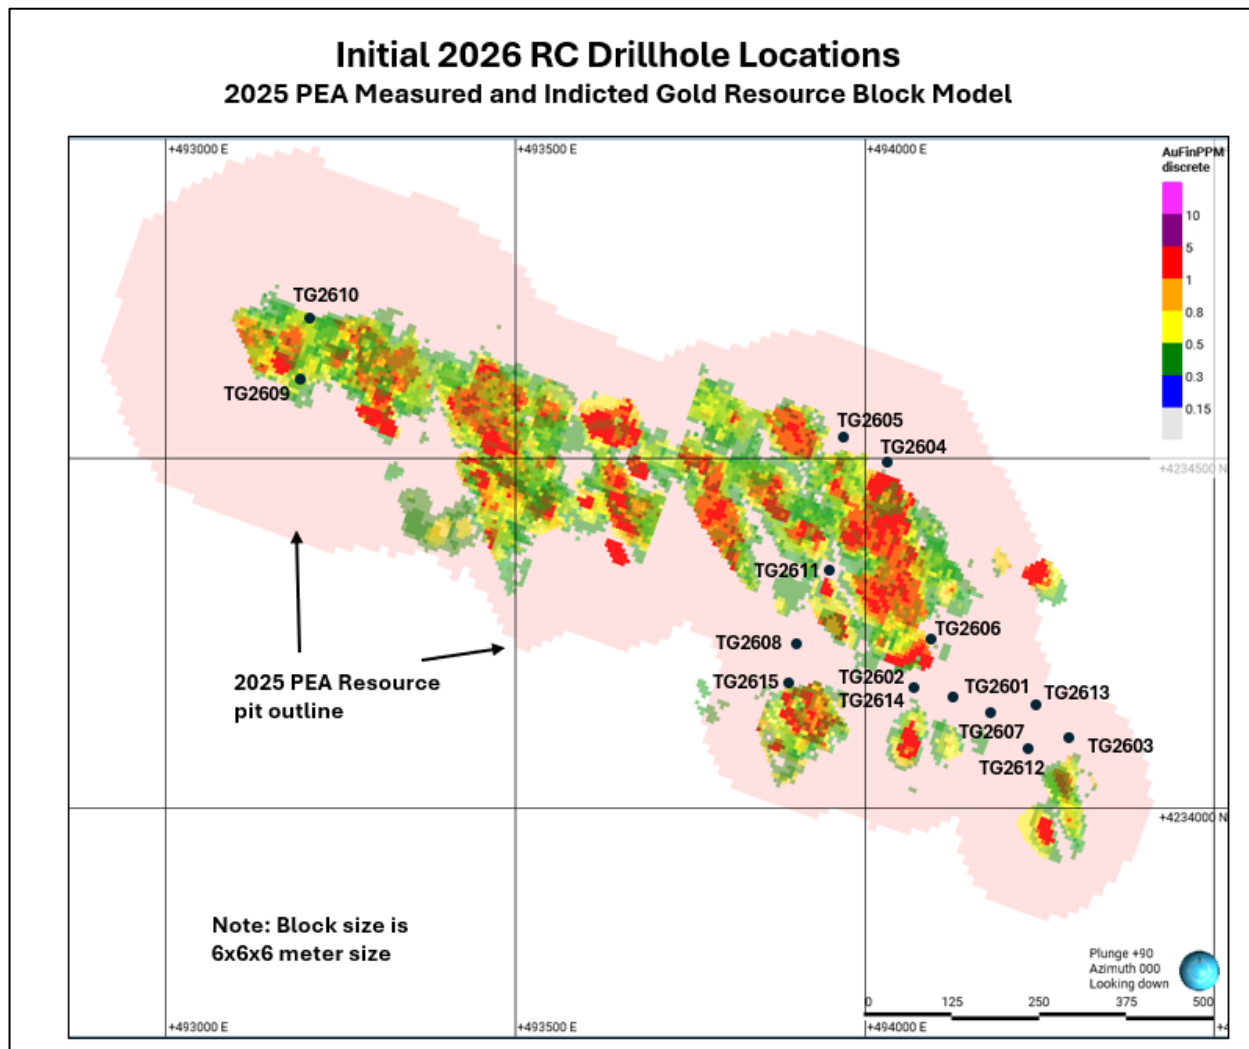 Initial 2026 RC Drillhole Locations
2025 PEA Measured and Indicted Gold Resource Block Model
+493000 E
+493500 E
+494000 E
AuFinPPM
discrete
10
5
1
0.8
0.5
0.3
0.15
TG2610
TG2609
TG2605
TG2604
+4234500 N
TG2611
TG2606
TG2608
TG2615
TG2602
TG2614
TG2601
TG2613
TG2607
TG2603
TG2612
2025 PEA Resource
pit outline
+4234000 N
Note: Block size is
6x6x6 meter size
Plunge +90
Azimuth 000
Looking down
0 125 250 375 500
+493000 E
+493500 E
+494000 E